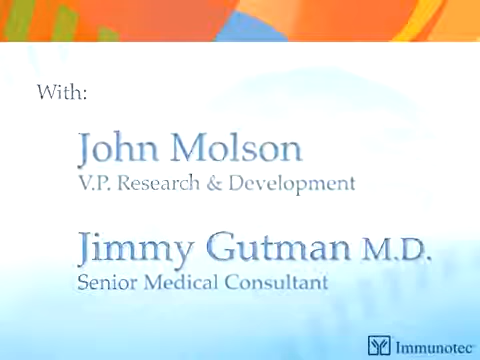 With:
John Molson
V.P. Research & Development
Jimmy Gutman M.D.
Senior Medical Consultant
Immunotec